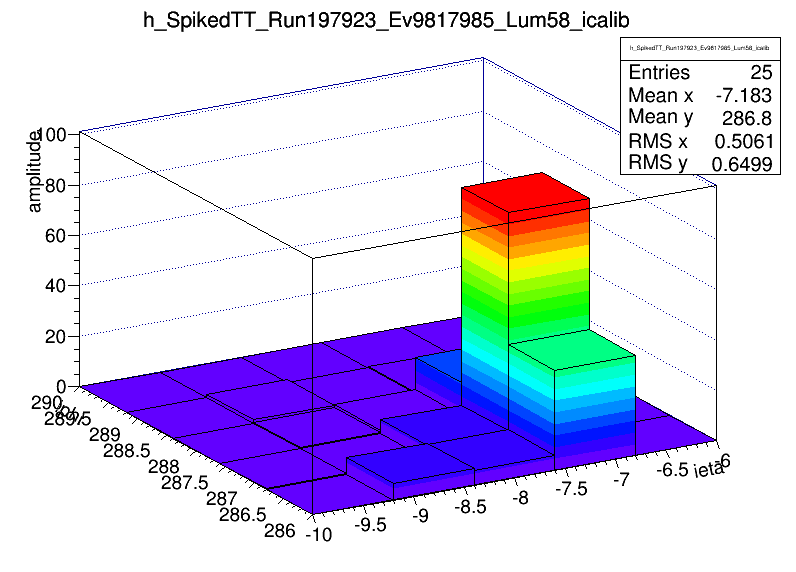 h_SpikedTT_Run197923_Ev9817985_Lum58_icalib
h_SpikedTT_Run197923_Ev9817985_Lum58_icalib
Entries 25
Mean x -7.183
Mean y 286.8
RMS x 0.5061
RMS y 0.6499
amplitude
100
80
60
40
20
0
290
289.5
289
288.5
288
287.5
287
286.5
286
-10
-9.5
-9
-8.5
-8
-7.5
-7
-6.5
-6
ieta